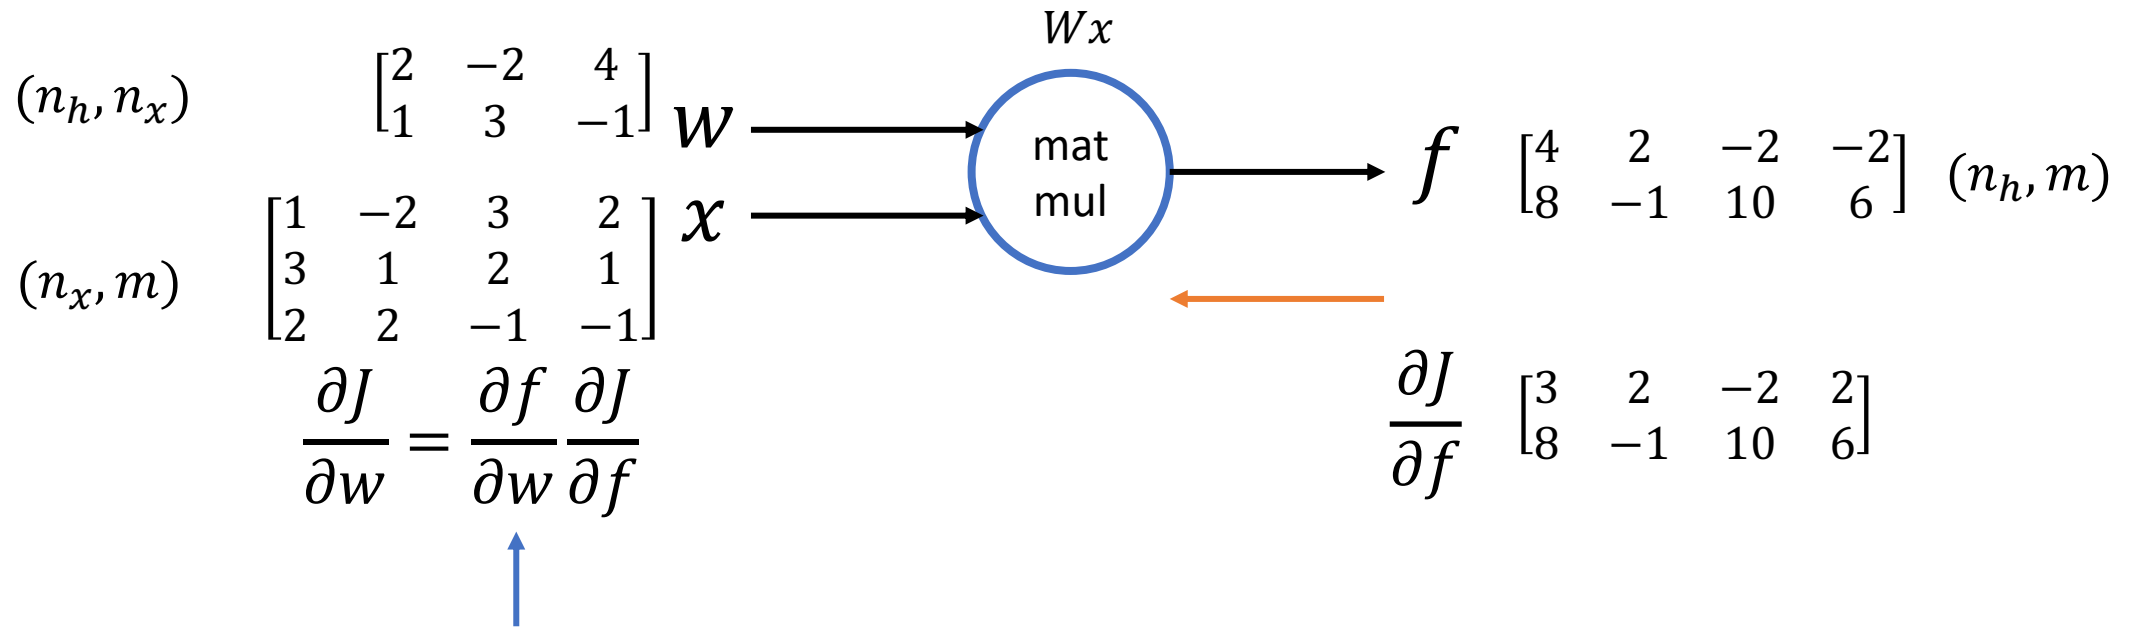 Wx
(n_h, n_x) [2 −2 4; 1 3 −1] w
mat
mul
f [4 2 −2 −2; 8 −1 10 6] (n_h, m)
(n_x, m) [1 −2 3 2; 3 1 2 1; 2 2 −1 −1] x
∂J/∂w = ∂f/∂w ∂J/∂f
∂J/∂f [3 2 −2 2; 8 −1 10 6]